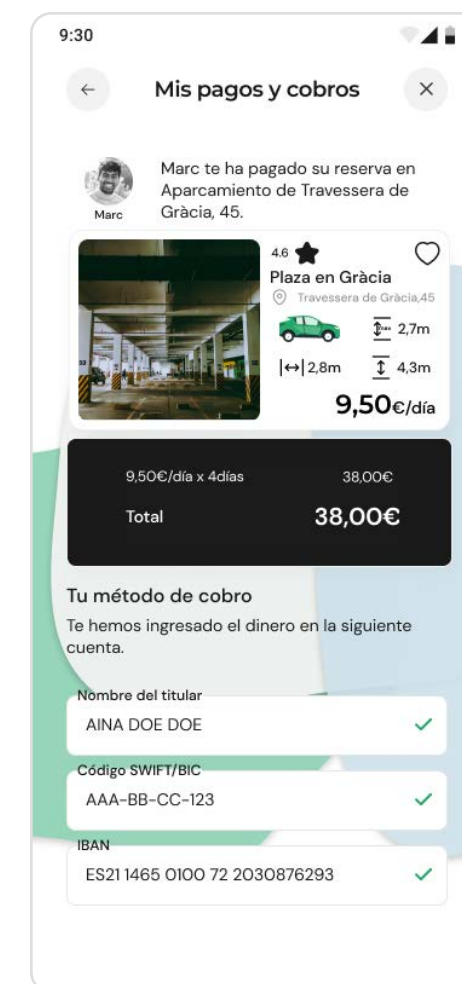 9:30
Mis pagos y cobros
Marc te ha pagado su reserva en
Aparcamiento de Travessera de
Gràcia, 45.
Marc
4.6
Plaza en Gràcia
Travessera de Gràcia,45
2,7m
2,8m
4,3m
9,50€/día
9,50€/día x 4días 38,00€
Total 38,00€
Tu método de cobro
Te hemos ingresado el dinero en la siguiente
cuenta.
Nombre del titular
AINA DOE DOE
Código SWIFT/BIC
AAA-BB-CC-123
IBAN
ES21 1465 0100 72 2030876293